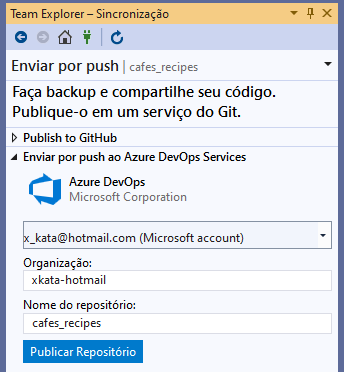 Team Explorer – Sincronização
Enviar por push | cafes_recipes
Faça backup e compartilhe seu código.
Publique-o em um serviço do Git.
Publish to GitHub
Enviar por push ao Azure DevOps Services
Azure DevOps
Microsoft Corporation
x_kata@hotmail.com (Microsoft account)
Organização:
xkata-hotmail
Nome do repositório:
cafes_recipes
Publicar Repositório